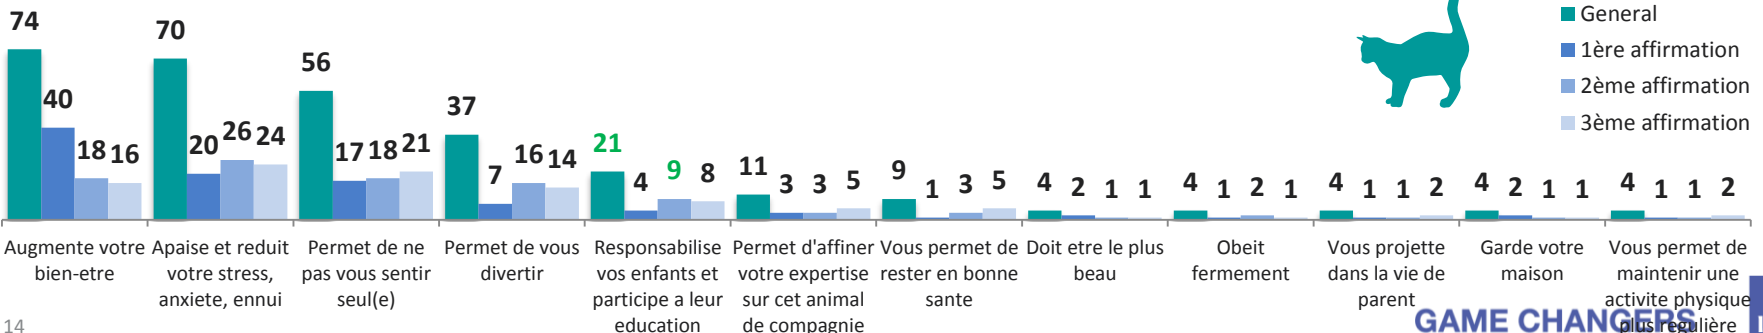 74
40
18
16
70
20
26
24
56
17
18
21
37
7
16
14
21
4
9
8
11
3
3
5
9
1
3
5
4
2
1
1
4
1
2
1
4
1
1
2
4
2
1
1
4
1
1
2
General
1ère affirmation
2ème affirmation
3ème affirmation
Augmente votre
bien-etre
Apaise et reduit
votre stress,
anxiete, ennui
Permet de ne
pas vous sentir
seul(e)
Permet de vous
divertir
Responsabilise
vos enfants et
participe a leur
education
Permet d'affiner
votre expertise
sur cet animal
de compagnie
Vous permet de
rester en bonne
sante
Doit etre le plus
beau
Obeit
fermement
Vous projette
dans la vie de
parent
Garde votre
maison
Vous permet de
maintenir une
activite physique
plus regulière
14
GAME CHANGERS